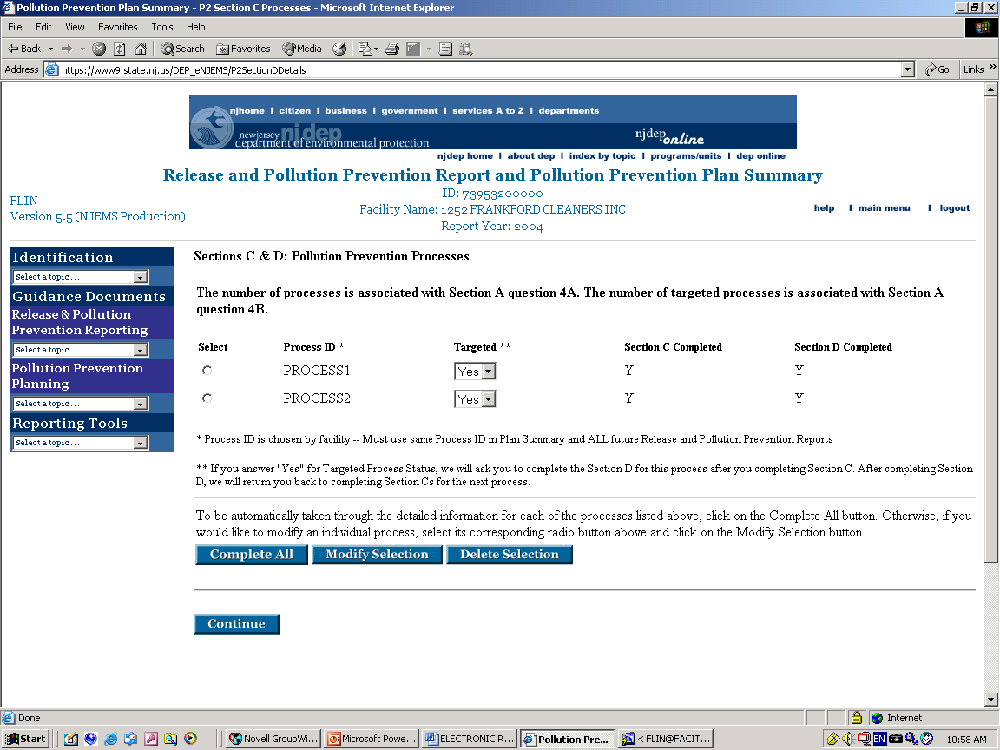 Pollution Prevention Plan Summary - P2 Section C Processes - Microsoft Internet Explorer
File Edit View Favorites Tools Help
Back Search Favorites Media
Address https://www9.state.nj.us/DEP_eNJEMS/P2SectionDDetails Go Links »
njhome I citizen I business I government I services A to Z I departments
newjersey njdep
department of environmental protection
njdep online
njdep home I about dep I index by topic I programs/units I dep online
Release and Pollution Prevention Report and Pollution Prevention Plan Summary
ID: 73953200000
FLIN
Facility Name: 1252 FRANKFORD CLEANERS INC
help I main menu I logout
Version 5.5 (NJEMS Production)
Report Year: 2004
Identification
Select a topic...
Guidance Documents
Release & Pollution
Prevention Reporting
Select a topic...
Pollution Prevention
Planning
Select a topic...
Reporting Tools
Select a topic...
Sections C & D: Pollution Prevention Processes
The number of processes is associated with Section A question 4A. The number of targeted processes is associated with Section A
question 4B.
Select Process ID * Targeted ** Section C Completed Section D Completed
PROCESS1 Yes Y Y
PROCESS2 Yes Y Y
* Process ID is chosen by facility -- Must use same Process ID in Plan Summary and ALL future Release and Pollution Prevention Reports
** If you answer "Yes" for Targeted Process Status, we will ask you to complete the Section D for this process after you completing Section C. After completing Section
D, we will return you back to completing Section Cs for the next process.
To be automatically taken through the detailed information for each of the processes listed above, click on the Complete All button. Otherwise, if you
would like to modify an individual process, select its corresponding radio button above and click on the Modify Selection button.
Complete All Modify Selection Delete Selection
Continue
Done Internet
Start Novell GroupWi... Microsoft Powe... ELECTRONIC R... Pollution Pre... < FLIN@FACIT... EN 10:58 AM